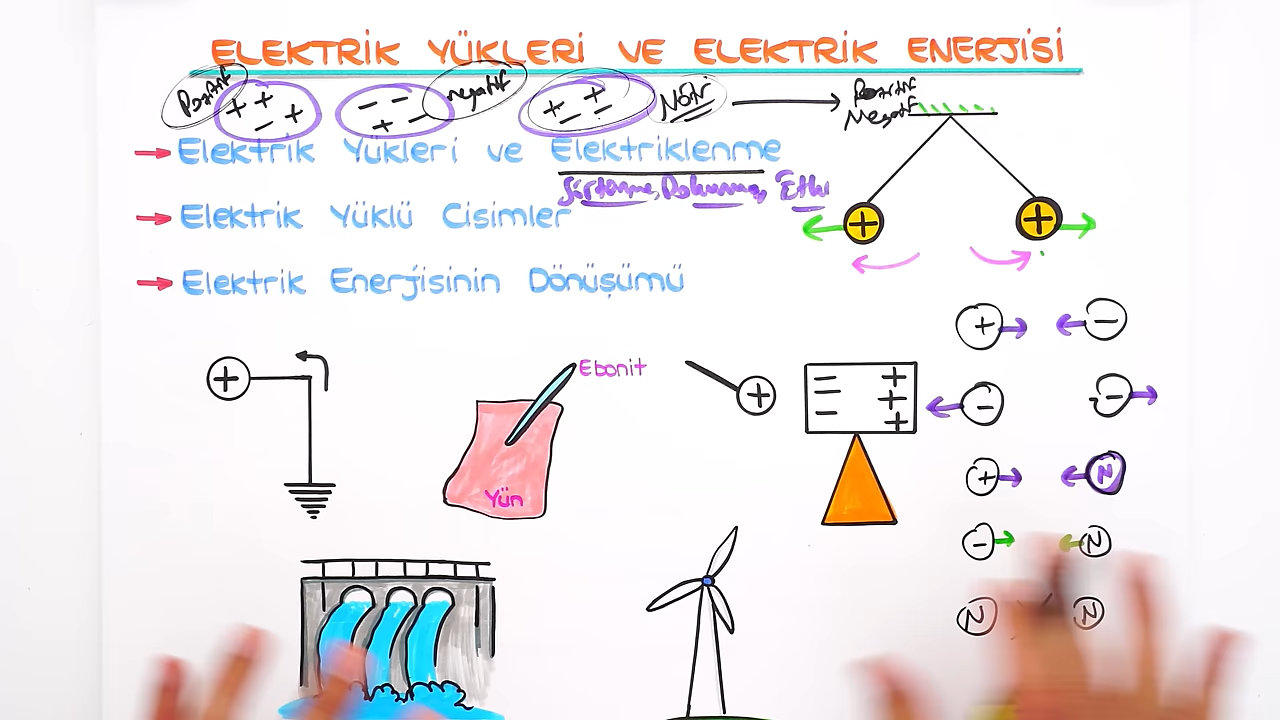 ELEKTRİK YÜKLERİ VE ELEKTRİK ENERJİSİ
Pozitif + + - + - - + - negatif + + - - Nötr
Pozitif
Negatif
Elektrik Yükleri ve Elektriklenme
Sürtünme, Dokunma, Etki
Elektrik Yüklü Cisimler
+ +
Elektrik Enerjisinin Dönüşümü
+ -
+
Ebonit
+
- + - + +
- -
Yün
+ N
- N
N N